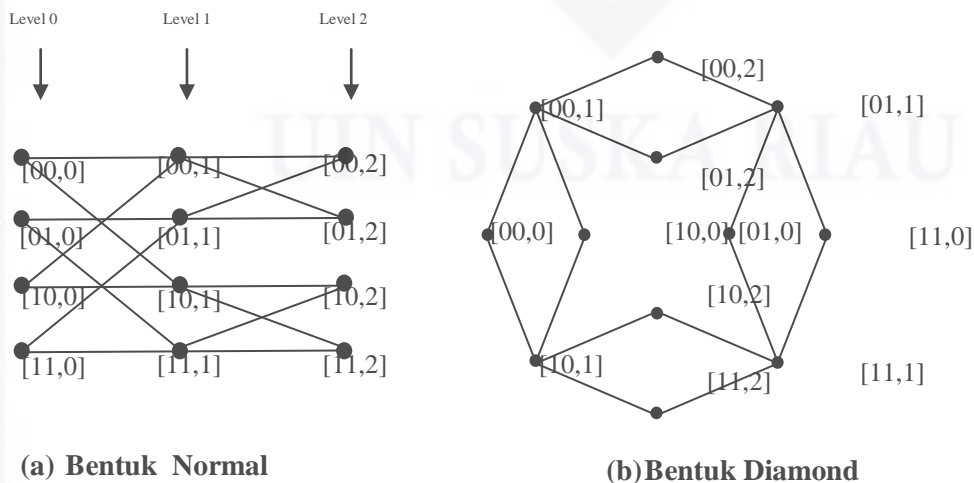 Level 0 Level 1 Level 2
[00,0] [00,1] [00,2]
[01,0] [01,1] [01,2]
[10,0] [10,1] [10,2]
[11,0] [11,1] [11,2]
(a) Bentuk Normal
[00,2]
[00,1] [01,1]
[01,2]
[00,0] [10,0] [01,0] [11,0]
[10,2]
[10,1] [11,2] [11,1]
(b)Bentuk Diamond
UIN SUSKA RIAU